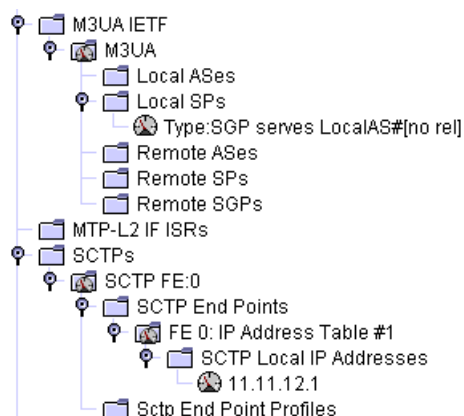 M3UA IETF
M3UA
Local ASes
Local SPs
Type:SGP serves LocalAS#[no rel]
Remote ASes
Remote SPs
Remote SGPs
MTP-L2 IF ISRs
SCTPs
SCTP FE:0
SCTP End Points
FE 0: IP Address Table #1
SCTP Local IP Addresses
11.11.12.1
Sctp End Point Profiles